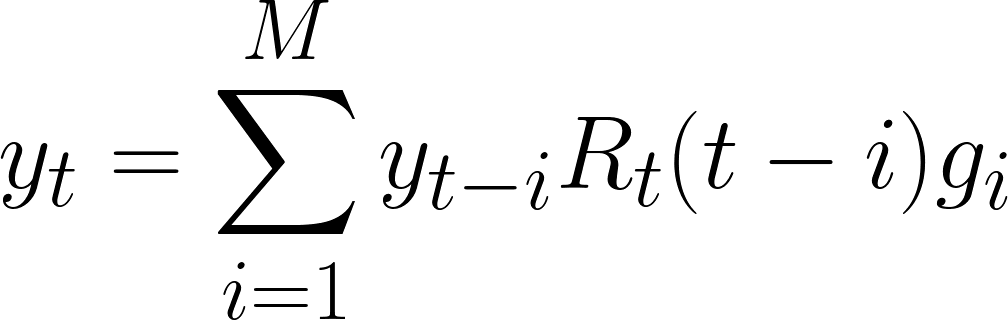 y_t = \sum_{i=1}^{M} y_{t-i} R_t(t - i) g_i